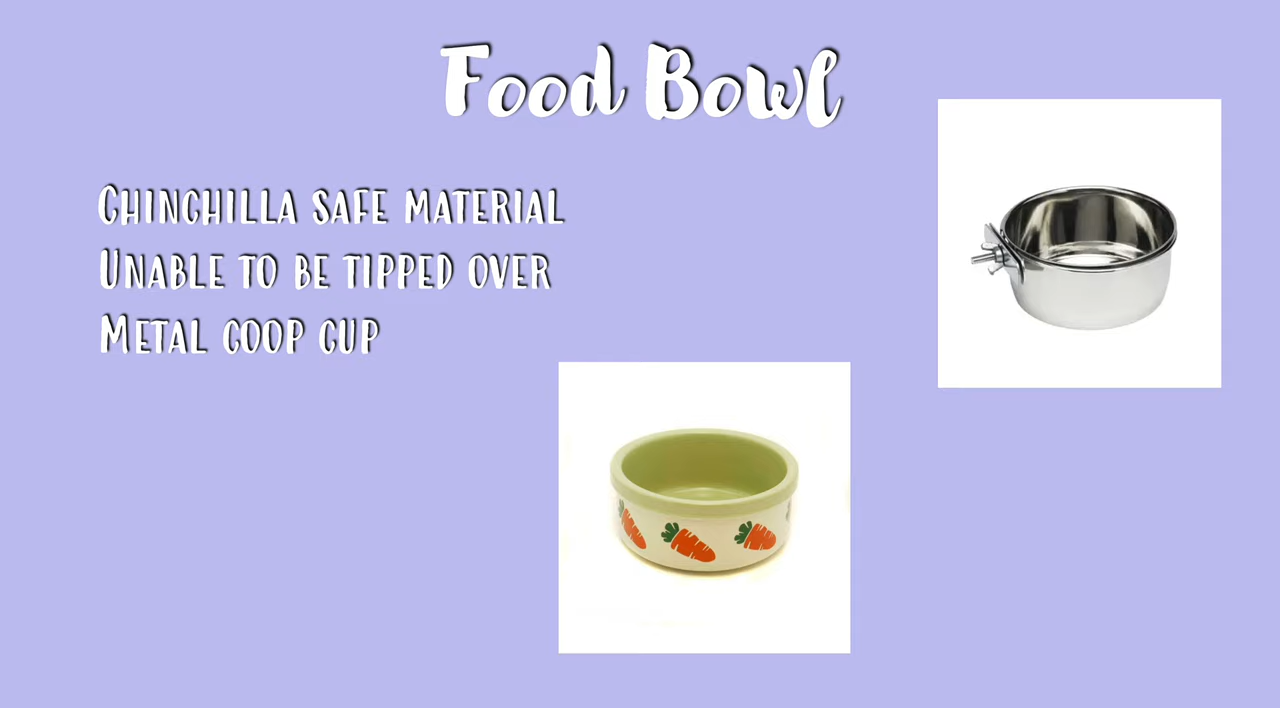 Food Bowl
Chinchilla safe material
Unable to be tipped over
Metal coop cup